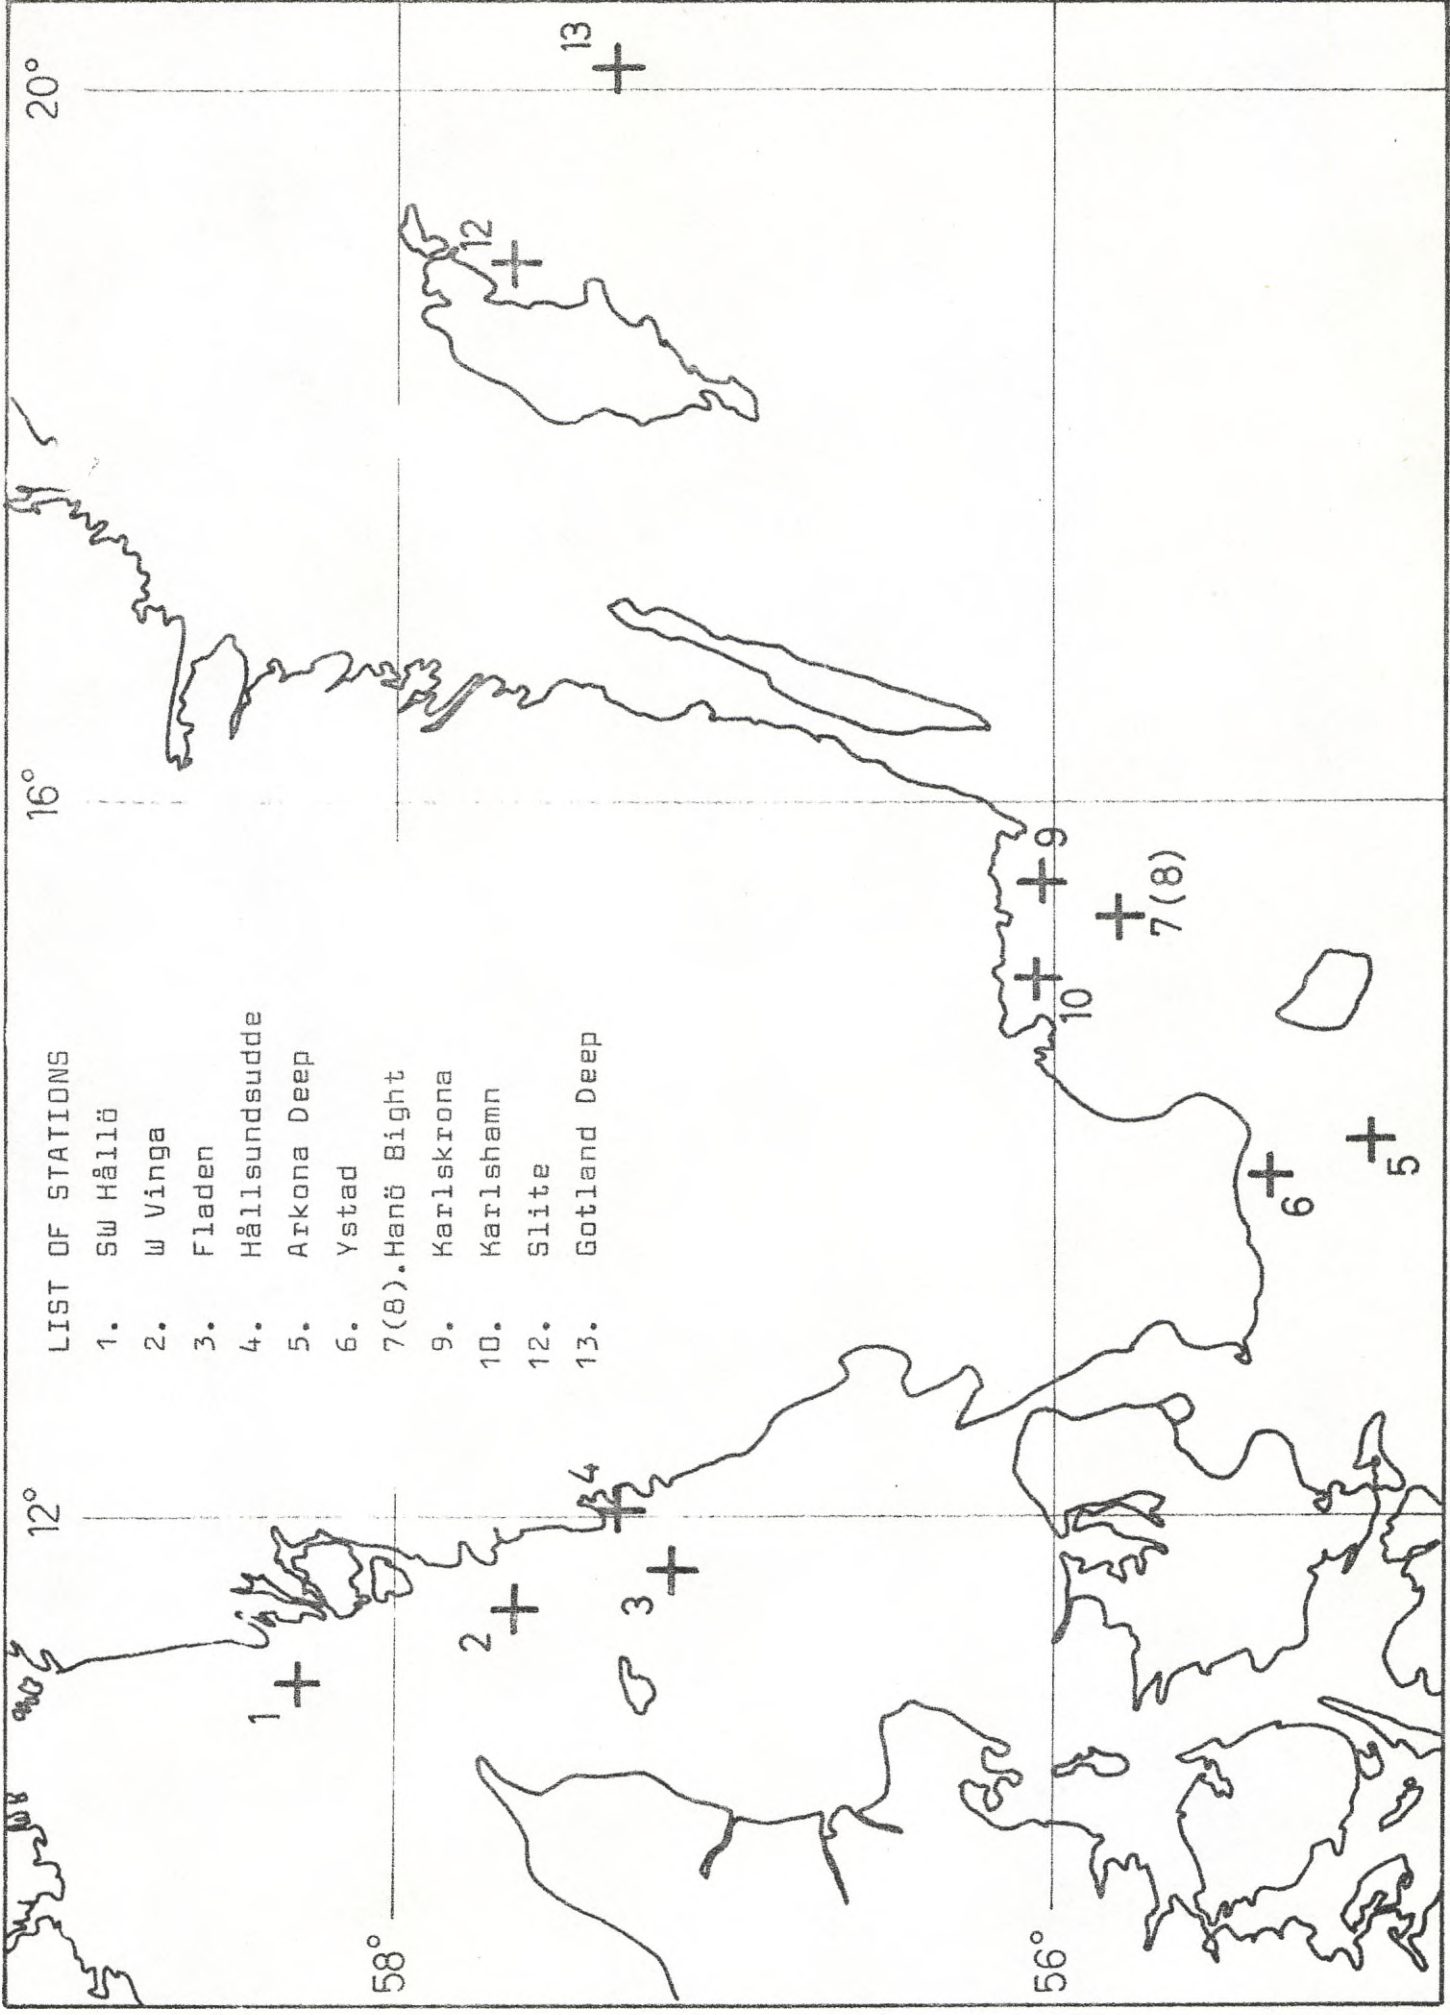 LIST OF STATIONS
1. SW Hållö
2. W Vinga
3. Fladen
4. Hållsundsudde
5. Arkona Deep
6. Ystad
7(8).Hanö Bight
9. Karlskrona
10. Karlshamn
12. Slite
13. Gotland Deep
12°
16°
20°
58°
56°
1
2
3
4
5
6
7(8)
9
10
12
13